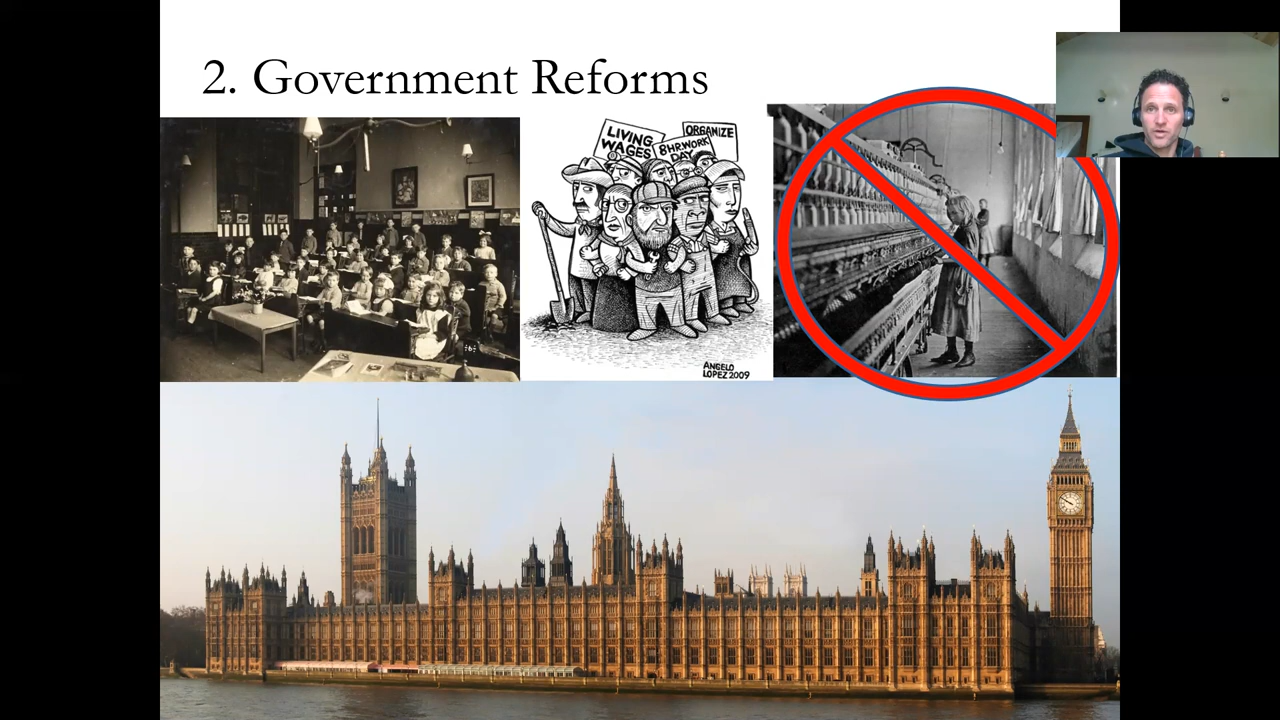 2. Government Reforms
LIVING
WAGES
8HR.WORK
DAY
ORGANIZE
ANGELO
LOPEZ 2009